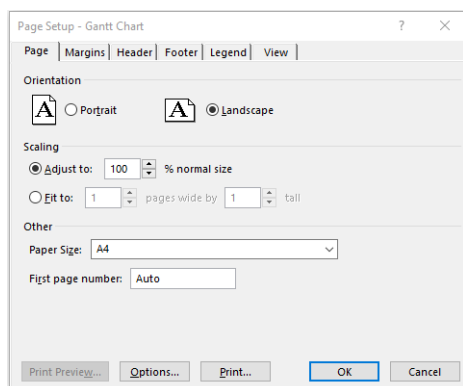 Page Setup - Gantt Chart ? ×
Page Margins Header Footer Legend View
Orientation
A Portrait A Landscape
Scaling
Adjust to: 100 % normal size
Fit to: 1 pages wide by 1 tall
Other
Paper Size: A4
First page number: Auto
Print Preview... Options... Print... OK Cancel